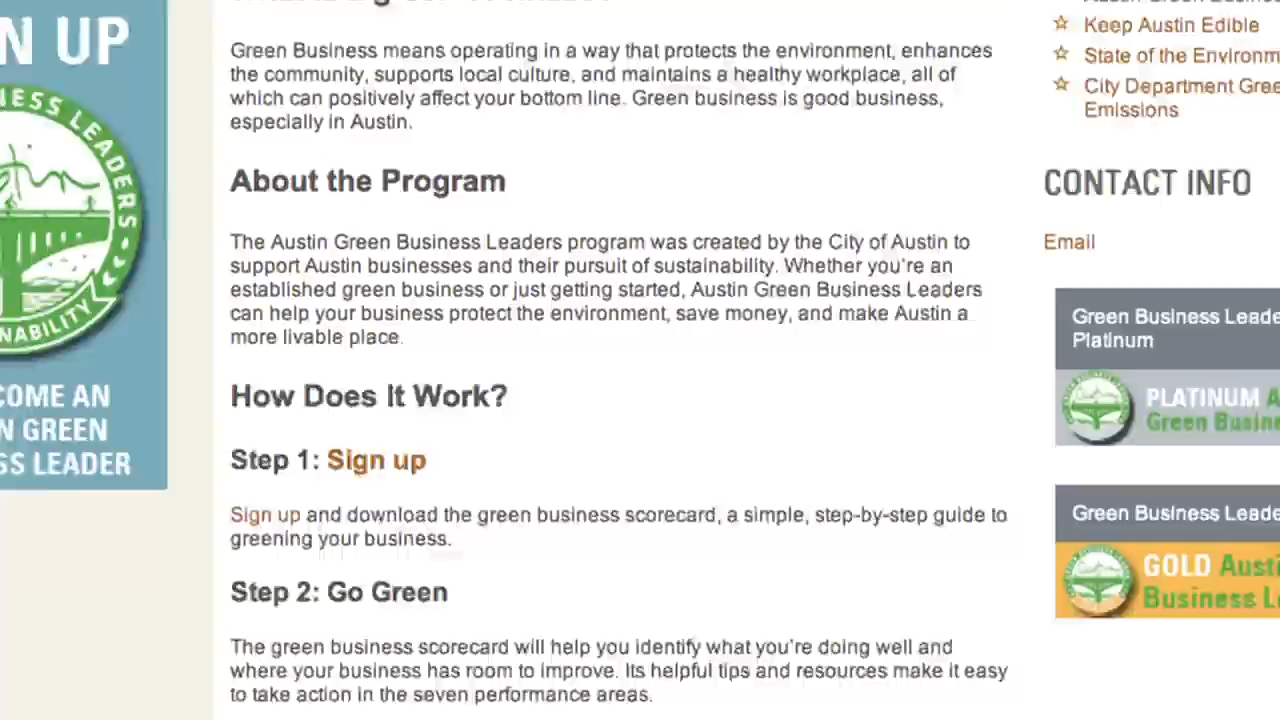 N UP
NESS LEADERS
NABILITY
COME AN
N GREEN
SS LEADER
Green Business means operating in a way that protects the environment, enhances
the community, supports local culture, and maintains a healthy workplace, all of
which can positively affect your bottom line. Green business is good business,
especially in Austin.
About the Program
The Austin Green Business Leaders program was created by the City of Austin to
support Austin businesses and their pursuit of sustainability. Whether you're an
established green business or just getting started, Austin Green Business Leaders
can help your business protect the environment, save money, and make Austin a
more livable place.
How Does It Work?
Step 1: Sign up
Sign up and download the green business scorecard, a simple, step-by-step guide to
greening your business.
Step 2: Go Green
The green business scorecard will help you identify what you're doing well and
where your business has room to improve. Its helpful tips and resources make it easy
to take action in the seven performance areas.
Keep Austin Edible
State of the Environm
City Department Gree
Emissions
CONTACT INFO
Email
Green Business Leade
Platinum
PLATINUM A
Green Busine
Green Business Leade
GOLD Austi
Business Le